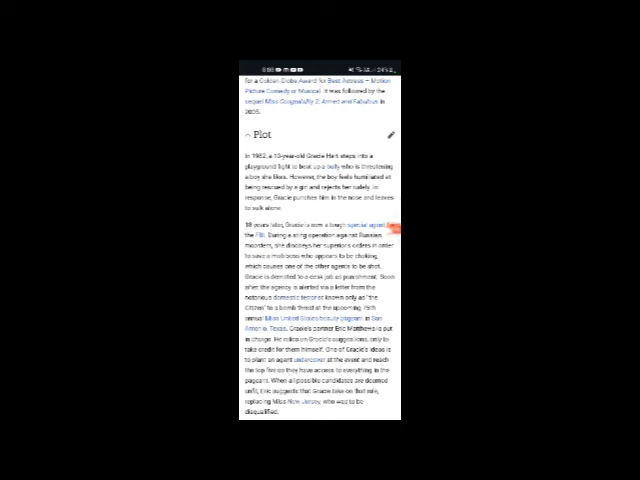 for a Golden Globe Award for Best Actress – Motion
Picture Comedy or Musical. It was followed by the
sequel Miss Congeniality 2: Armed and Fabulous in
2005.
Plot
In 1982, a 10-year-old Gracie Hart steps into a
playground fight to beat up a bully who is threatening
a boy she likes. However, the boy feels humiliated at
being rescued by a girl and rejects her rudely. In
response, Gracie punches him in the nose and leaves
to sulk alone.
18 years later, Gracie is now a tough special agent for
the FBI. During a sting operation against Russian
mobsters, she disobeys her superior's orders in order
to save a mob boss who appears to be choking,
which causes one of the other agents to be shot.
Gracie is demoted to a desk job as punishment. Soon
after, the agency is alerted via a letter from the
notorious domestic terrorist known only as "the
Citizen" to a bomb threat at the upcoming 75th
annual Miss United States beauty pageant in San
Antonio, Texas. Gracie's partner Eric Matthews is put
in charge. He relies on Gracie's suggestions, only to
take credit for them himself. One of Gracie's ideas is
to plant an agent undercover at the event and reach
the top five so they have access to everything in the
pageant. When all possible candidates are deemed
unfit, Eric suggests that Gracie take on that role,
replacing Miss New Jersey, who was to be
disqualified.